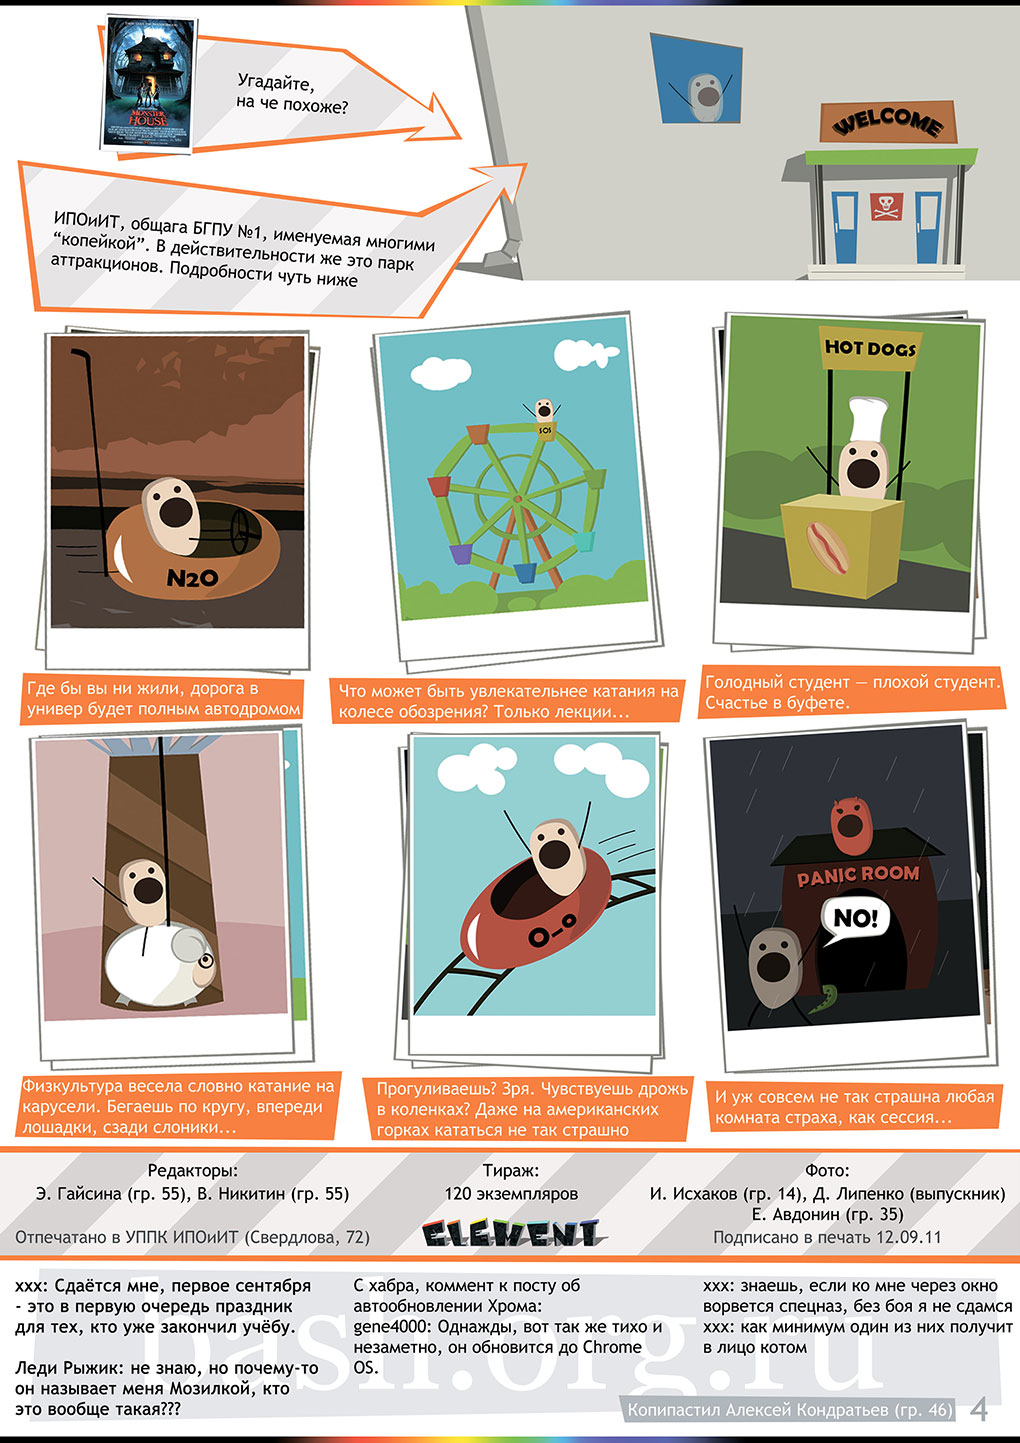 MONSTER
HOUSE
Угадайте,
на че похоже?
WELCOME
ИПОиИТ, общага БГПУ №1, именуемая многими
“копейкой”. В действительности же это парк
аттракционов. Подробности чуть ниже
N2O
SOS
HOT DOGS
Где бы вы ни жили, дорога в
универ будет полным автодромом
Что может быть увлекательнее катания на
колесе обозрения? Только лекции...
Голодный студент — плохой студент.
Счастье в буфете.
O-o
PANIC ROOM
NO!
Физкультура весела словно катание на
карусели. Бегаешь по кругу, впереди
лошадки, сзади слоники...
Прогуливаешь? Зря. Чувствуешь дрожь
в коленках? Даже на американских
горках кататься не так страшно
И уж совсем не так страшна любая
комната страха, как сессия...
Редакторы:
Э. Гайсина (гр. 55), В. Никитин (гр. 55)
Отпечатано в УППК ИПОиИТ (Свердлова, 72)
Тираж:
120 экземпляров
ELEMENT
Фото:
И. Исхаков (гр. 14), Д. Липенко (выпускник)
Е. Авдонин (гр. 35)
Подписано в печать 12.09.11
bash.org.ru
xxx: Сдаётся мне, первое сентября
- это в первую очередь праздник
для тех, кто уже закончил учёбу.
Леди Рыжик: не знаю, но почему-то
он называет меня Мозилкой, кто
это вообще такая???
С хабра, коммент к посту об
автообновлении Хрома:
gene4000: Однажды, вот так же тихо и
незаметно, он обновится до Chrome
OS.
xxx: знаешь, если ко мне через окно
ворвется спецназ, без боя я не сдамся
xxx: как минимум один из них получит
в лицо котом
Копипастил Алексей Кондратьев (гр. 46)
4